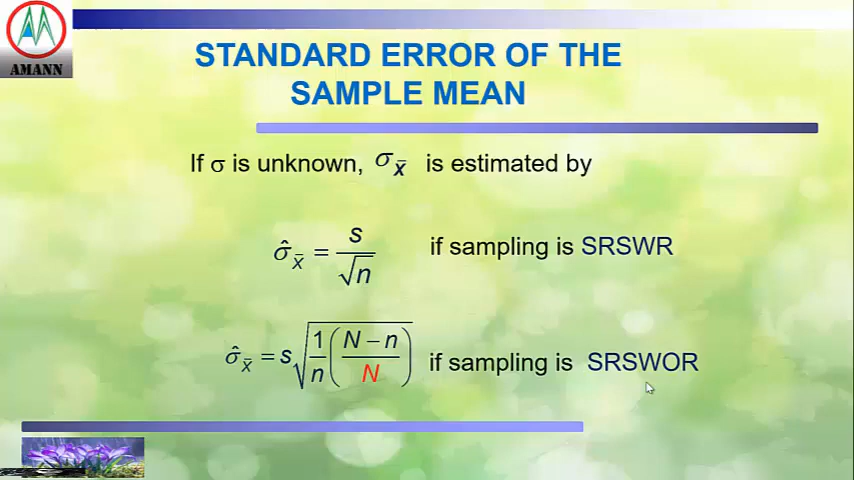 AMANN
STANDARD ERROR OF THE
SAMPLE MEAN
If σ is unknown, σ_X̄ is estimated by
σ̂_X̄ = s/√n if sampling is SRSWR
σ̂_X̄ = s√(1/n((N − n)/N)) if sampling is SRSWOR